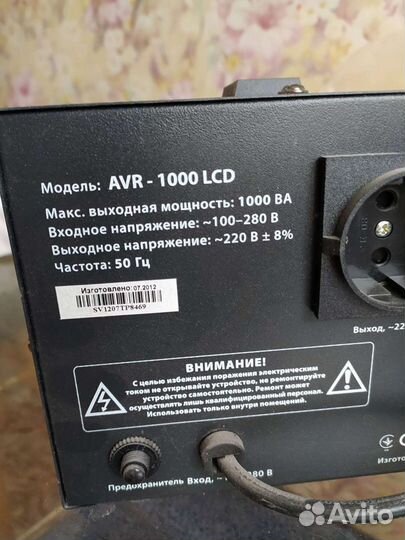 Модель: AVR - 1000 LCD
Макс. выходная мощность: 1000 ВА
Входное напряжение: ~100–280 В
Выходное напряжение: ~220 В ± 8%
Частота: 50 Гц
Изготовлено: 07.2012
SV1207TP8469
Выход, ~22
ВНИМАНИЕ!
С целью избежания поражения электрическим
током не открывайте устройство, не ремонтируйте
устройство самостоятельно. Ремонт может
осуществлять лишь квалифицированный персонал.
Использовать только внутри помещений.
Предохранитель Вход, ~ 280 В
Изгото
Avito